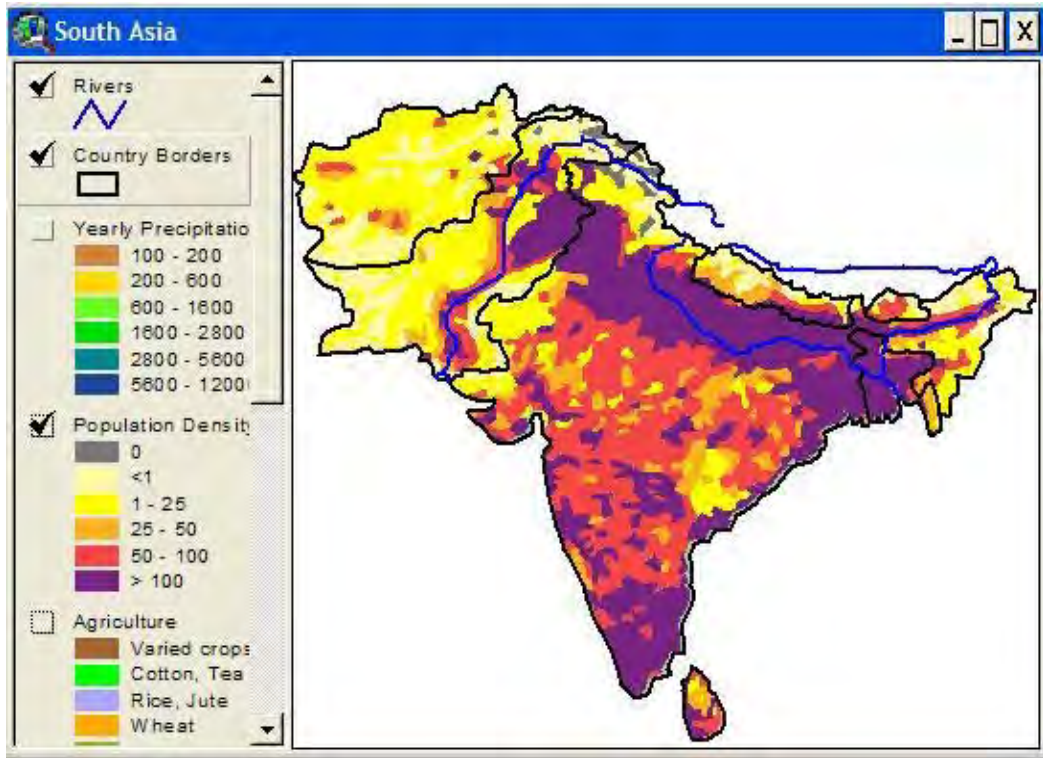 South Asia
Rivers
Country Borders
Yearly Precipitatio
100 - 200
200 - 600
600 - 1600
1600 - 2800
2800 - 5600
5600 - 1200
Population Density
0
<1
1 - 25
25 - 50
50 - 100
> 100
Agriculture
Varied crops
Cotton, Tea
Rice, Jute
Wheat